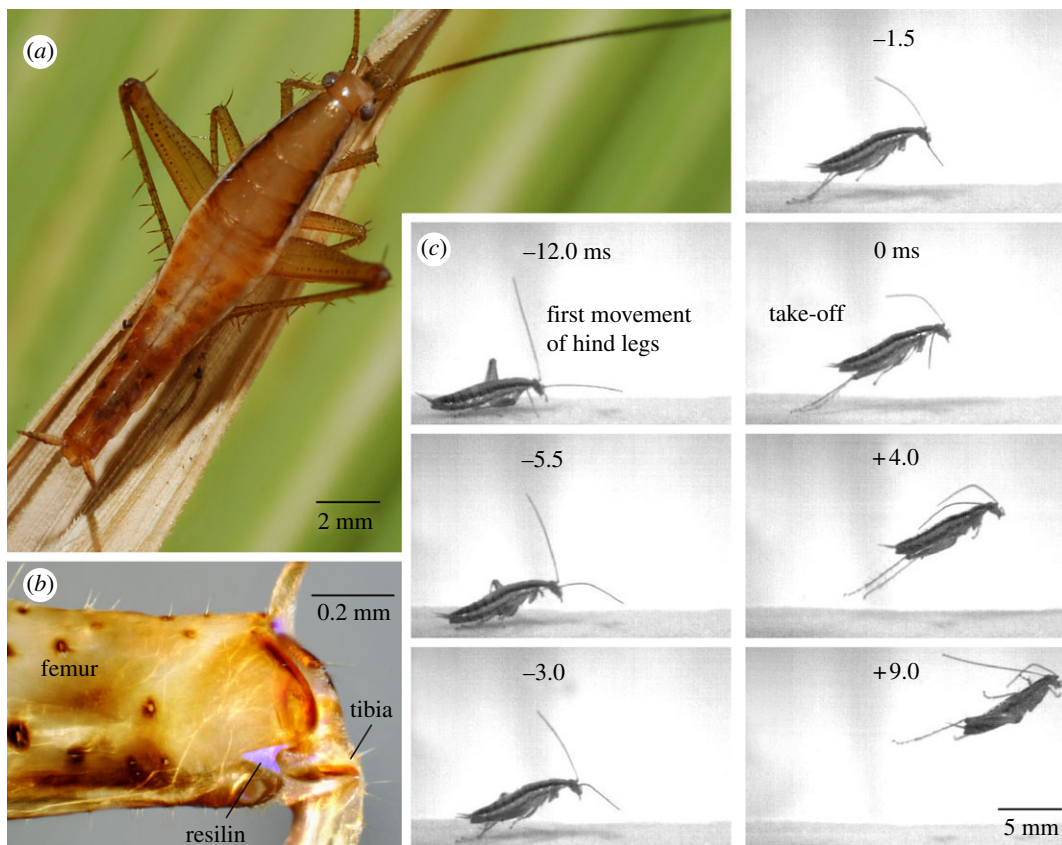 (a)
2 mm
(b)
0.2 mm
femur
tibia
resilin
(c)
–12.0 ms
first movement
of hind legs
–5.5
–3.0
–1.5
0 ms
take-off
+4.0
+9.0
5 mm